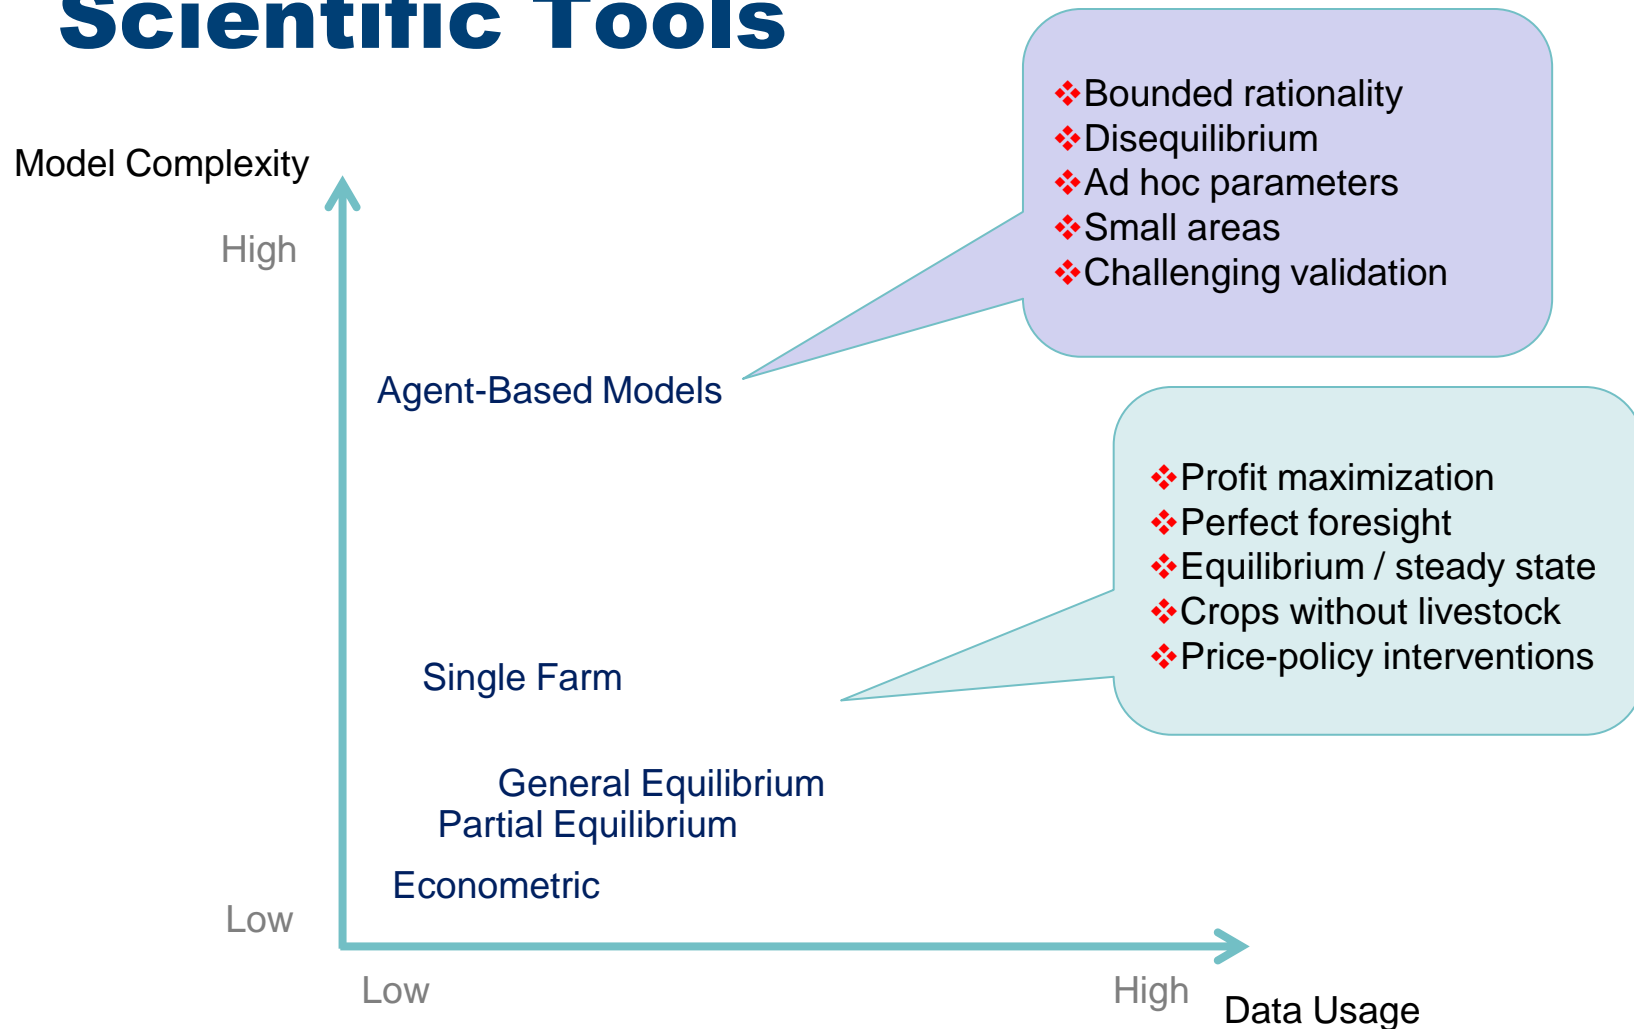 Scientific Tools
Model Complexity
High
Agent-Based Models
Single Farm
General Equilibrium
Partial Equilibrium
Econometric
Low
Low
High
Data Usage
❖Bounded rationality
❖Disequilibrium
❖Ad hoc parameters
❖Small areas
❖Challenging validation
❖Profit maximization
❖Perfect foresight
❖Equilibrium / steady state
❖Crops without livestock
❖Price-policy interventions